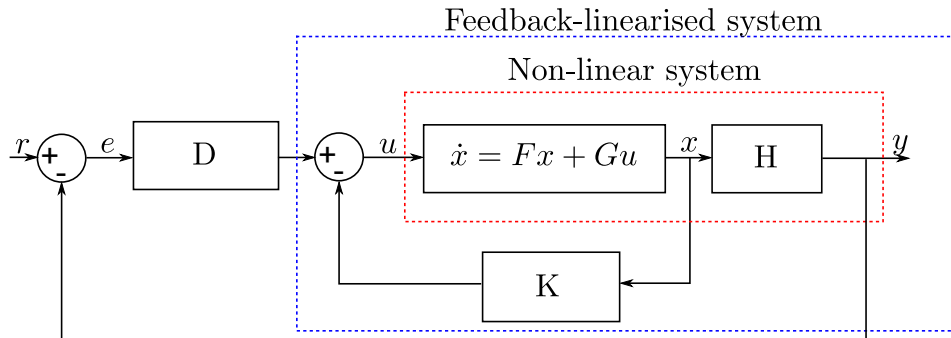 Feedback-linearised system
Non-linear system
r
+
-
e
D
+
-
u
ẋ = Fx + Gu
x
H
y
K